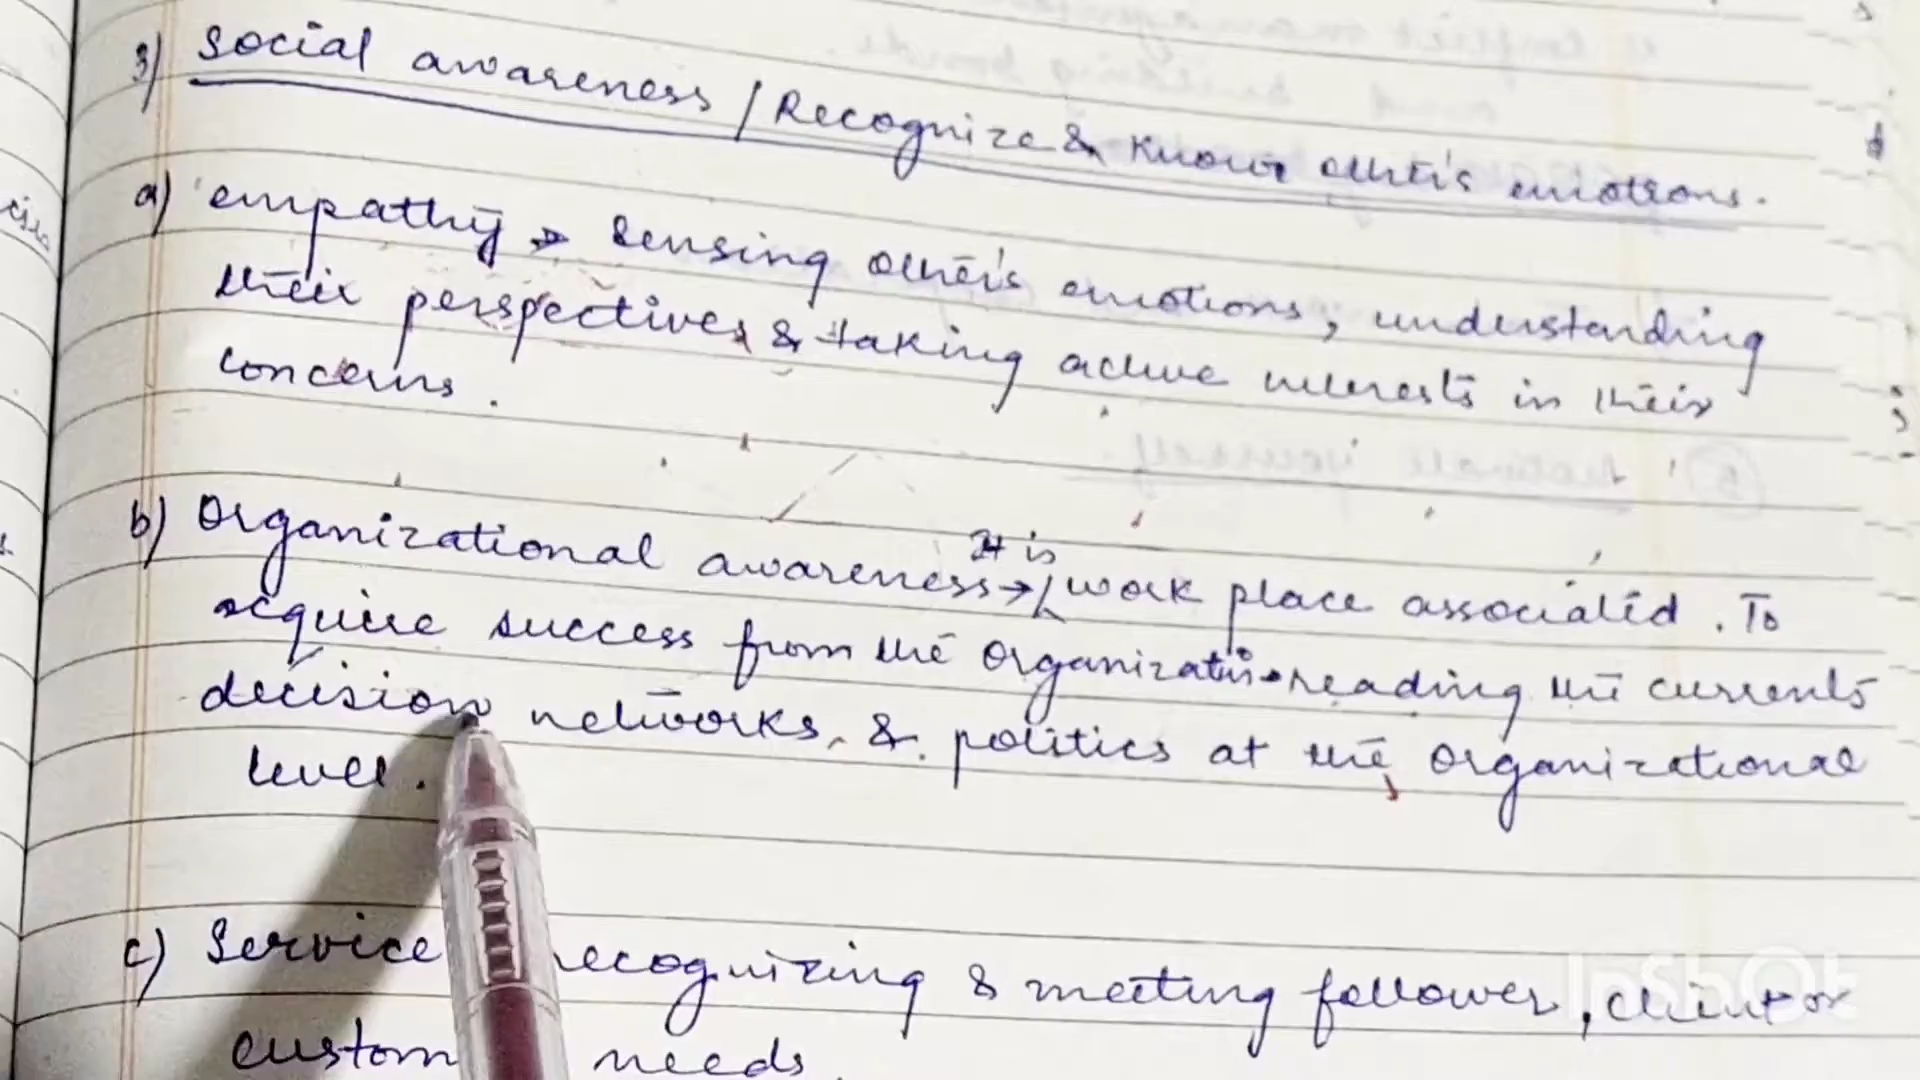 3) Social awareness / Recognize & know other's emotions.
a) empathy → Sensing other's emotions, understanding
their perspectives & taking active interests in their
concerns.
b) Organizational awareness → It is work place associated. To
acquire success from the organization reading the currents
decision networks, & politics at the organizational
level.
c) Service recognizing & meeting follower, client or
custom needs.
InShOt